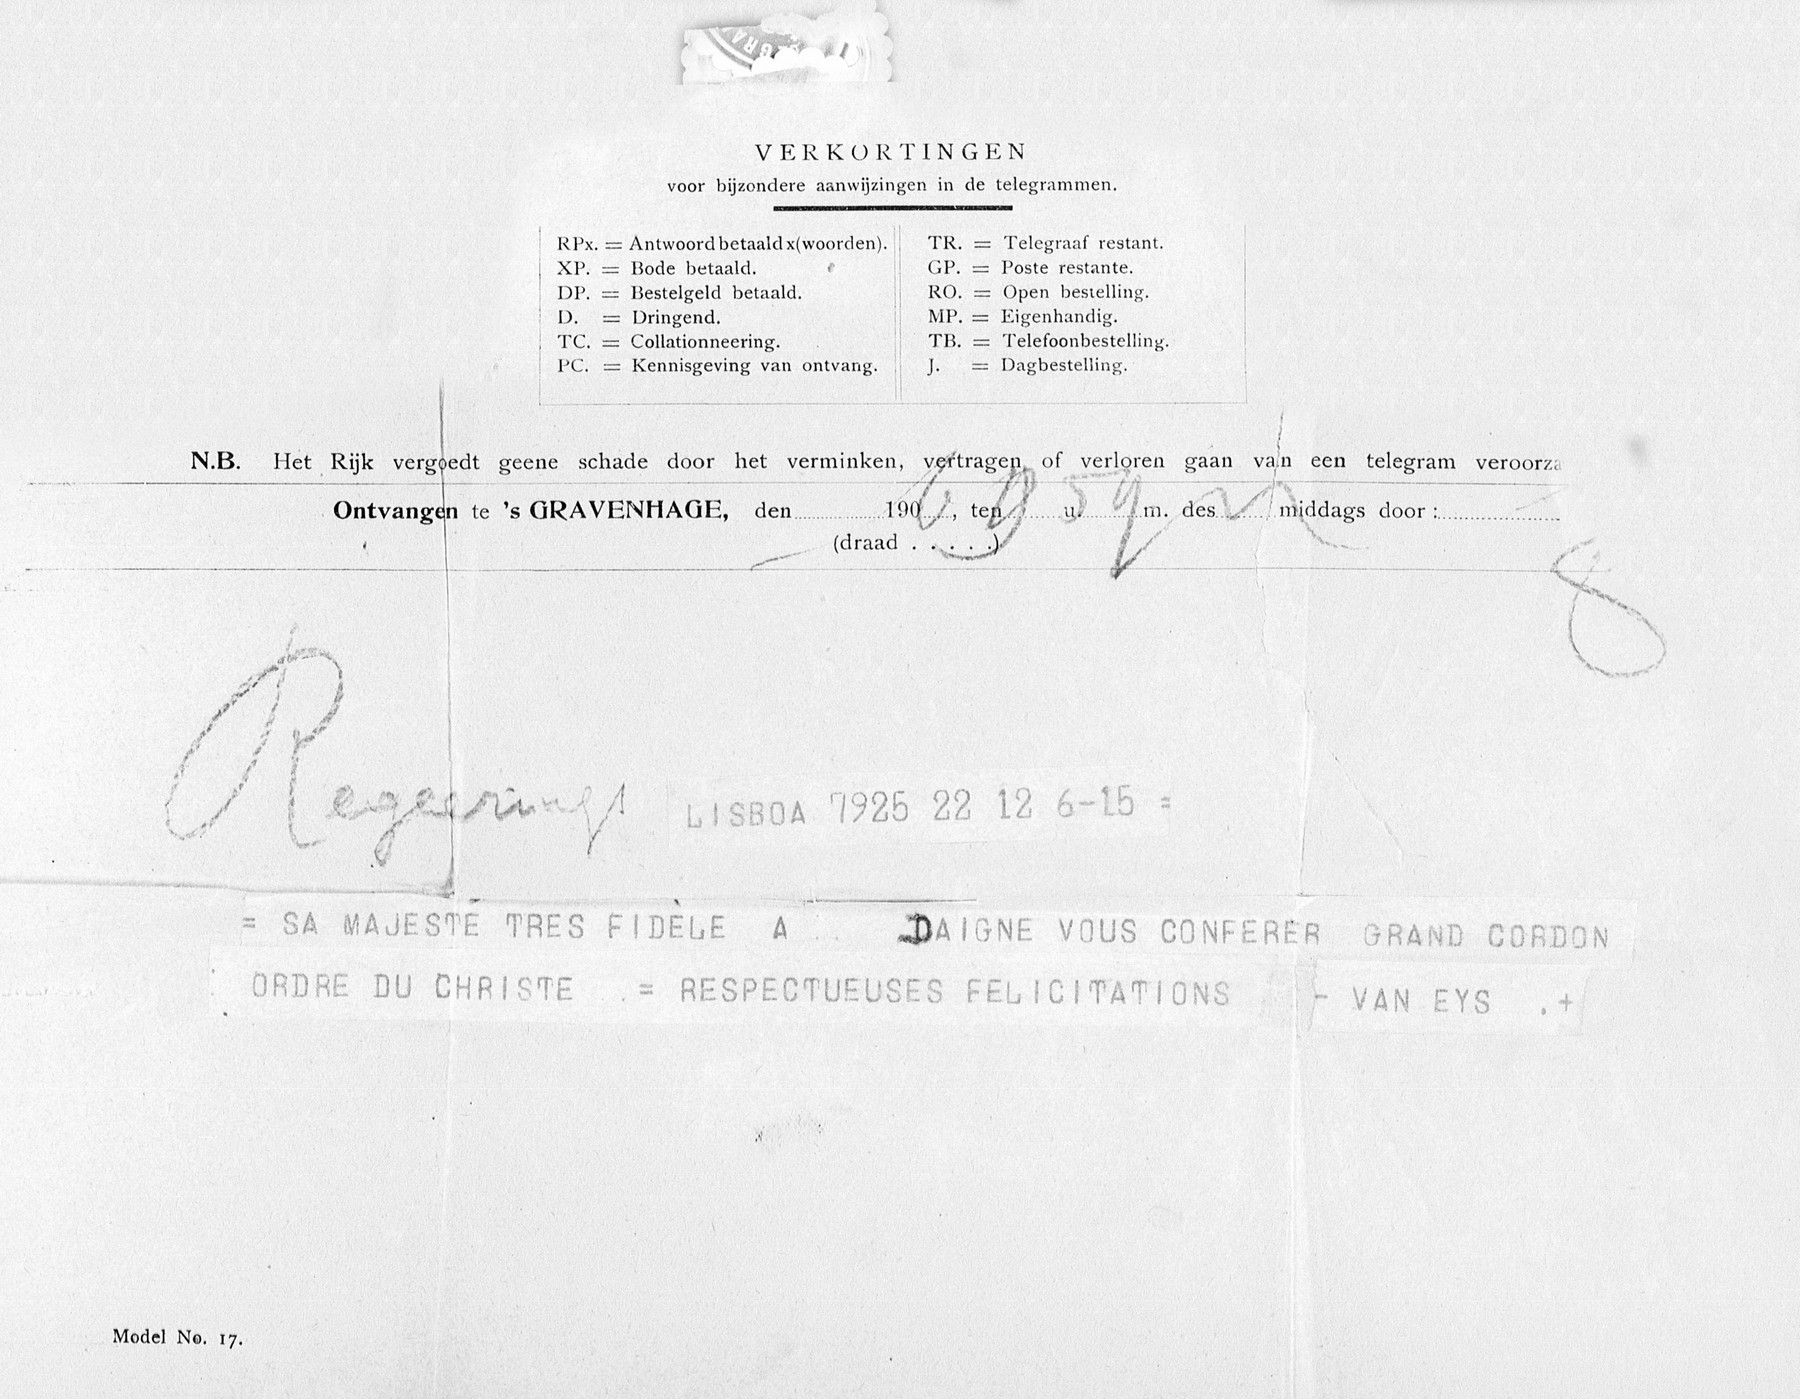 VERKORTINGEN
voor bijzondere aanwijzingen in de telegrammen.
RPx. = Antwoord betaald x (woorden).
XP. = Bode betaald.
DP. = Bestelgeld betaald.
D. = Dringend.
TC. = Collationneering.
PC. = Kennisgeving van ontvang.
TR. = Telegraaf restant.
GP. = Poste restante.
RO. = Open bestelling.
MP. = Eigenhandig.
TB. = Telefoonbestelling.
J. = Dagbestelling.
N.B. Het Rijk vergoedt geene schade door het verminken, vertragen, of verloren gaan van een telegram veroorza
Ontvangen te 's GRAVENHAGE, den 190 , ten 8 u. 59 m. des n middags door :
(draad . . . . .)
8
Regeerings LISBOA 7925 22 12 6-15 =
= SA MAJESTE TRES FIDELE A DAIGNE VOUS CONFERER GRAND CORDON
ORDRE DU CHRISTE . = RESPECTUEUSES FELICITATIONS - VAN EYS .+
Model No. 17.